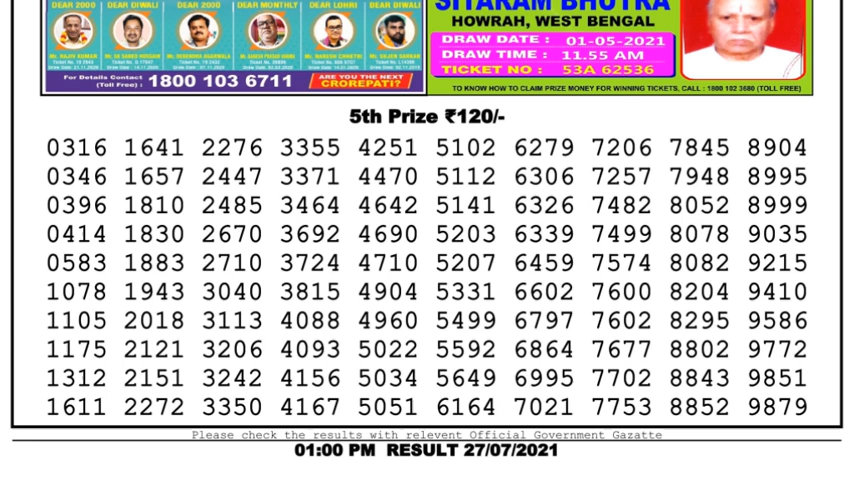 DEAR 2000 DEAR DIWALI DEAR 2000 DEAR MONTHLY DEAR LOHRI DEAR DIWALI
SITARAM BHUTRA
HOWRAH, WEST BENGAL
DRAW DATE : 01-05-2021
DRAW TIME : 11.55 AM
TICKET NO : 53A 62536
For Details Contact
(Toll Free) : 1800 103 6711
ARE YOU THE NEXT
CROREPATI?
TO KNOW HOW TO CLAIM PRIZE MONEY FOR WINNING TICKETS, CALL : 1800 102 3680 (TOLL FREE)
5th Prize ₹120/-
0316 1641 2276 3355 4251 5102 6279 7206 7845 8904
0346 1657 2447 3371 4470 5112 6306 7257 7948 8995
0396 1810 2485 3464 4642 5141 6326 7482 8052 8999
0414 1830 2670 3692 4690 5203 6339 7499 8078 9035
0583 1883 2710 3724 4710 5207 6459 7574 8082 9215
1078 1943 3040 3815 4904 5331 6602 7600 8204 9410
1105 2018 3113 4088 4960 5499 6797 7602 8295 9586
1175 2121 3206 4093 5022 5592 6864 7677 8802 9772
1312 2151 3242 4156 5034 5649 6995 7702 8843 9851
1611 2272 3350 4167 5051 6164 7021 7753 8852 9879
Please check the results with relevent Official Government Gazatte
01:00 PM RESULT 27/07/2021